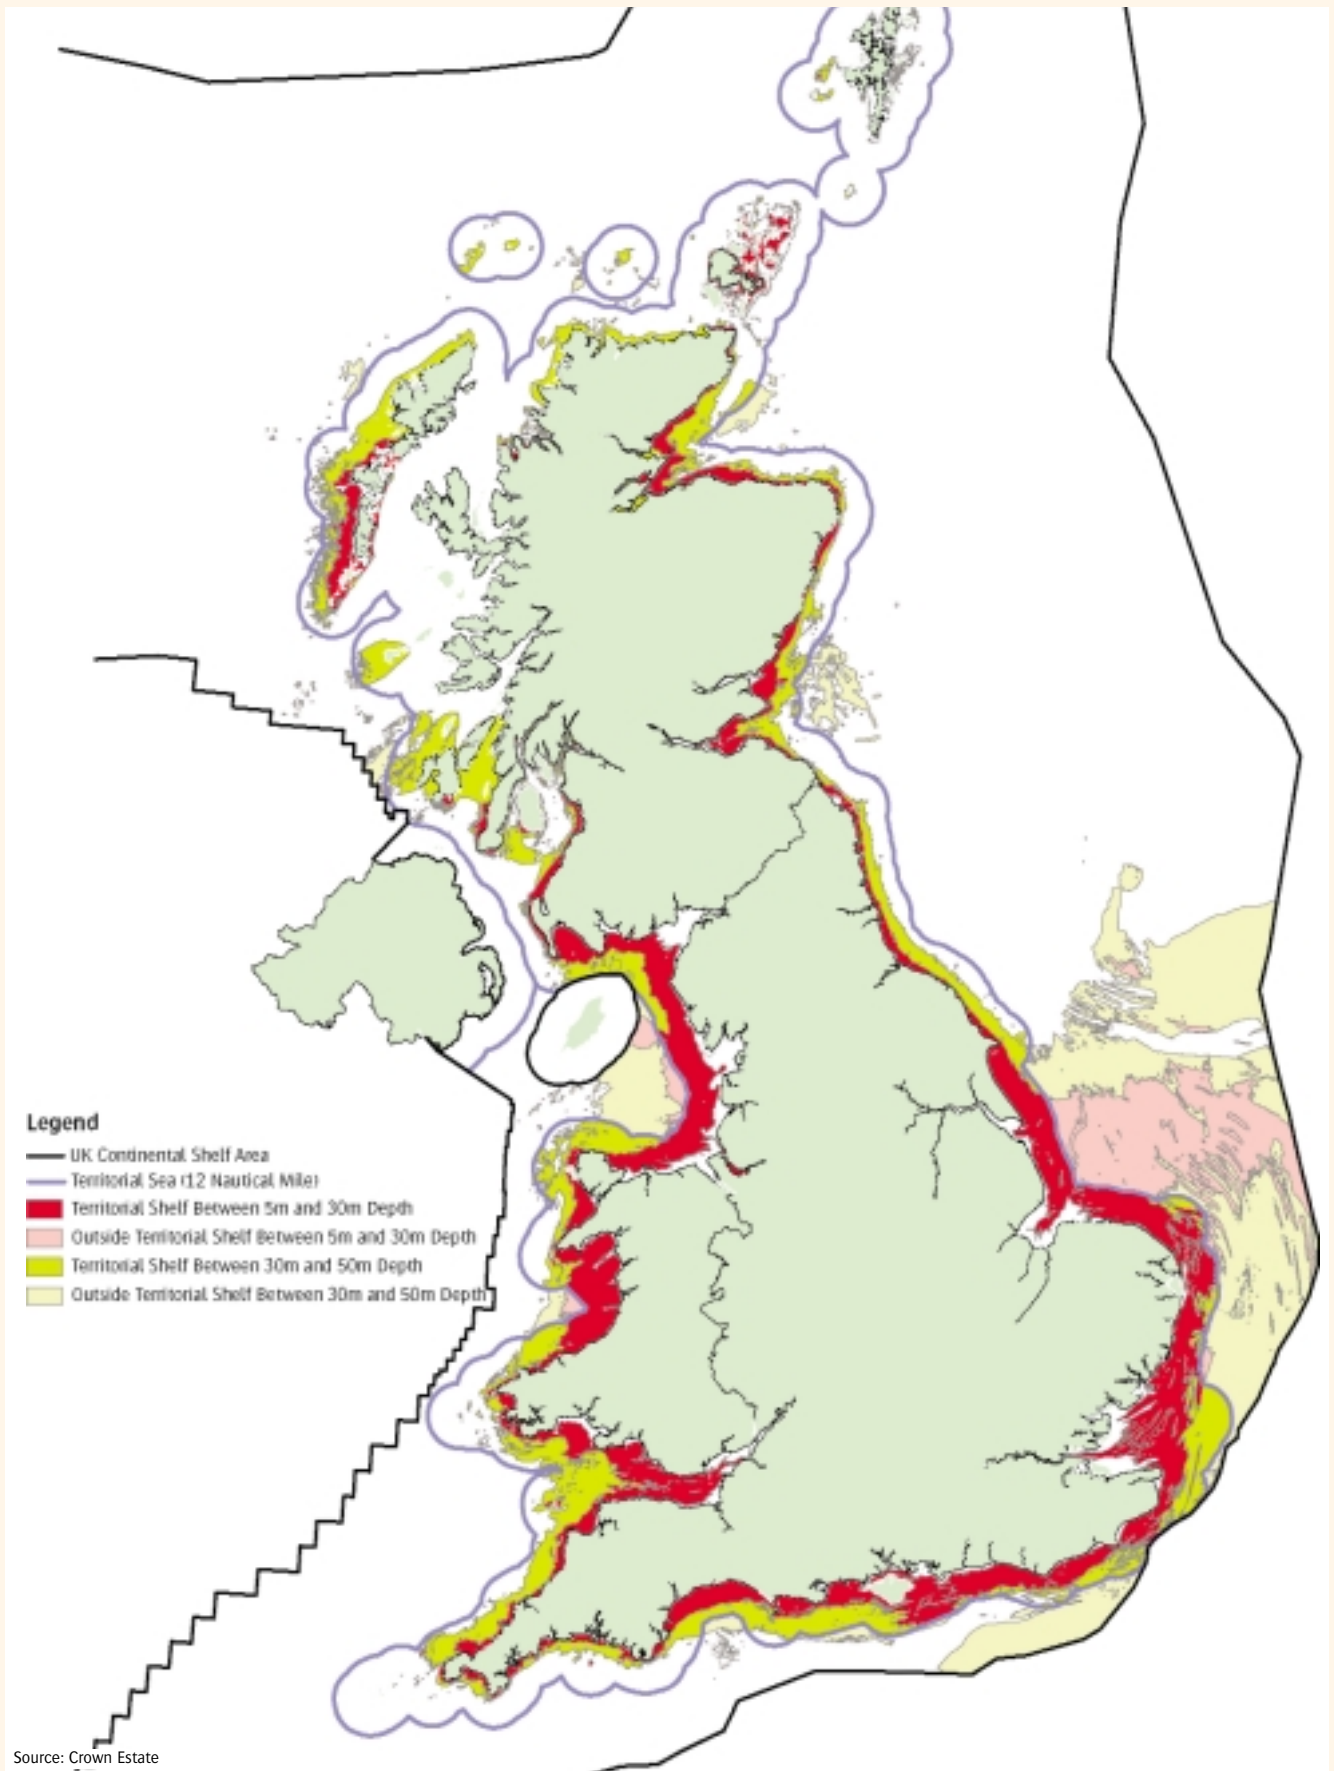 Legend
UK Continental Shelf Area
Territorial Sea (12 Nautical Mile)
Territorial Shelf Between 5m and 30m Depth
Outside Territorial Shelf Between 5m and 30m Depth
Territorial Shelf Between 30m and 50m Depth
Outside Territorial Shelf Between 30m and 50m Depth
Source: Crown Estate